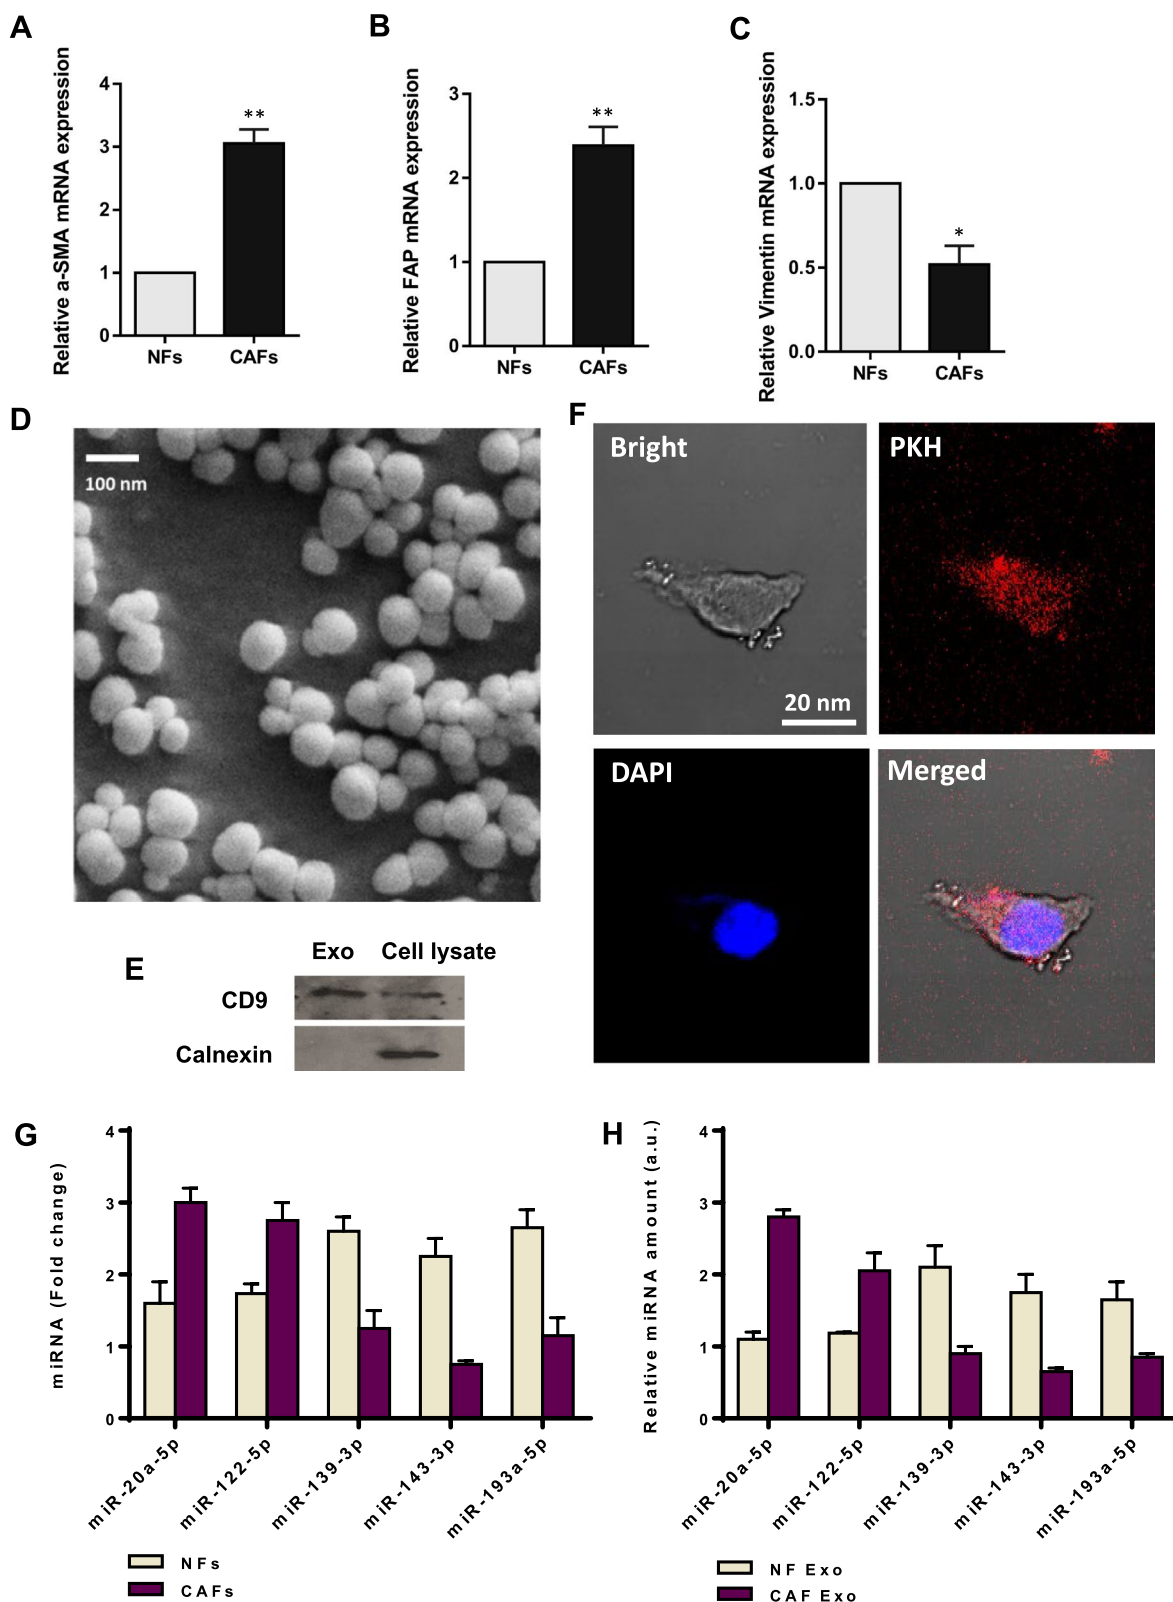 A
Relative a-SMA mRNA expression
4
3
2
1
0
**
NFs
CAFs
B
Relative FAP mRNA expression
3
2
1
0
**
NFs
CAFs
C
Relative Vimentin mRNA expression
1.5
1.0
0.5
0.0
*
NFs
CAFs
D
100 nm
E
Exo
Cell lysate
CD9
Calnexin
F
Bright
20 nm
PKH
DAPI
Merged
G
miRNA (Fold change)
4
3
2
1
0
miR-20a-5p
miR-122-5p
miR-139-3p
miR-143-3p
miR-193a-5p
NFs
CAFs
H
Relative miRNA amount (a.u.)
4
3
2
1
0
miR-20a-5p
miR-122-5p
miR-139-3p
miR-143-3p
miR-193a-5p
NF Exo
CAF Exo